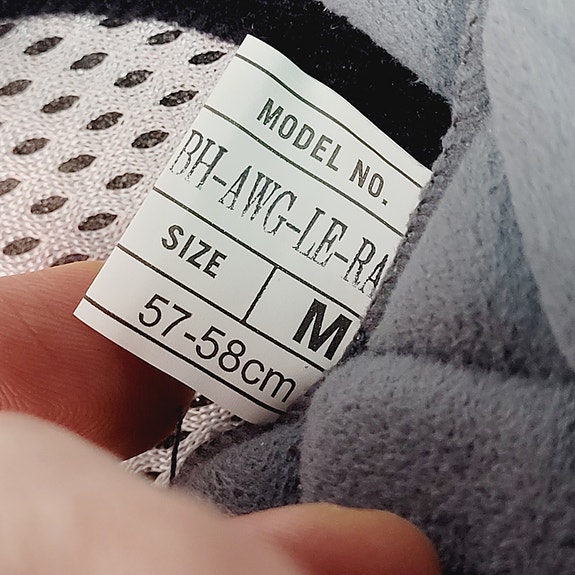 MODEL NO.
BH-AWG-LE-RA
SIZE
M
57-58cm